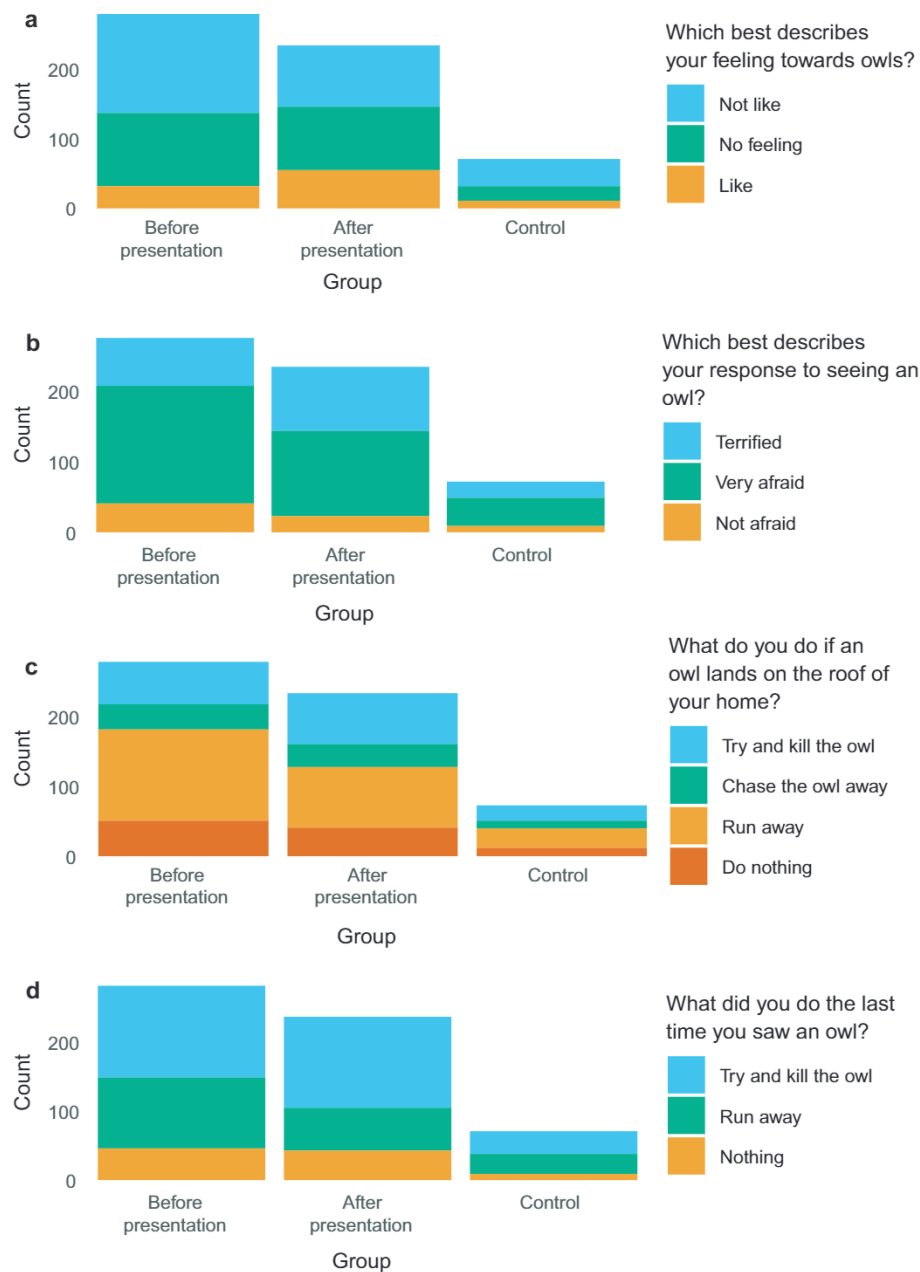 a
Count
200
100
0
Before
presentation
After
presentation
Control
Group
Which best describes
your feeling towards owls?
Not like
No feeling
Like
b
Count
200
100
0
Before
presentation
After
presentation
Control
Group
Which best describes
your response to seeing an
owl?
Terrified
Very afraid
Not afraid
c
Count
200
100
0
Before
presentation
After
presentation
Control
Group
What do you do if an
owl lands on the roof of
your home?
Try and kill the owl
Chase the owl away
Run away
Do nothing
d
Count
200
100
0
Before
presentation
After
presentation
Control
Group
What did you do the last
time you saw an owl?
Try and kill the owl
Run away
Nothing